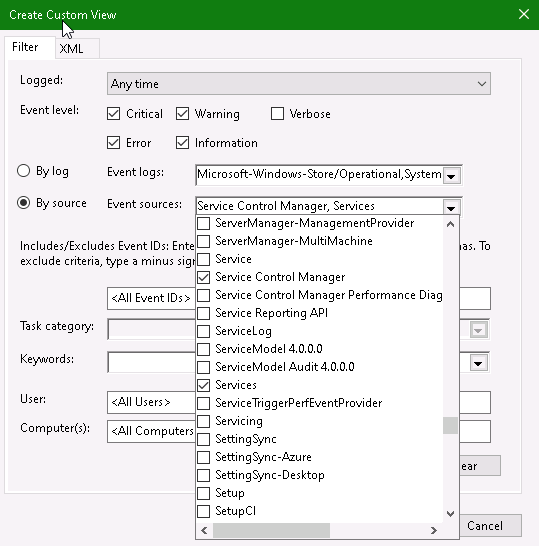 Create Custom View
Filter
XML
Logged:
Any time
Event level:
Critical
Warning
Verbose
Error
Information
By log
Event logs:
Microsoft-Windows-Store/Operational,System
By source
Event sources:
Service Control Manager, Services
ServerManager-ManagementProvider
ServerManager-MultiMachine
Includes/Excludes Event IDs: Ente
mas. To
exclude criteria, type a minus sign
Service
Service Control Manager
<All Event IDs>
Service Control Manager Performance Diag
Service Reporting API
Task category:
ServiceLog
ServiceModel 4.0.0.0
Keywords:
ServiceModel Audit 4.0.0.0
Services
User:
<All Users>
ServiceTriggerPerfEventProvider
Servicing
Computer(s):
<All Computers
SettingSync
SettingSync-Azure
ear
SettingSync-Desktop
Setup
SetupCl
Cancel